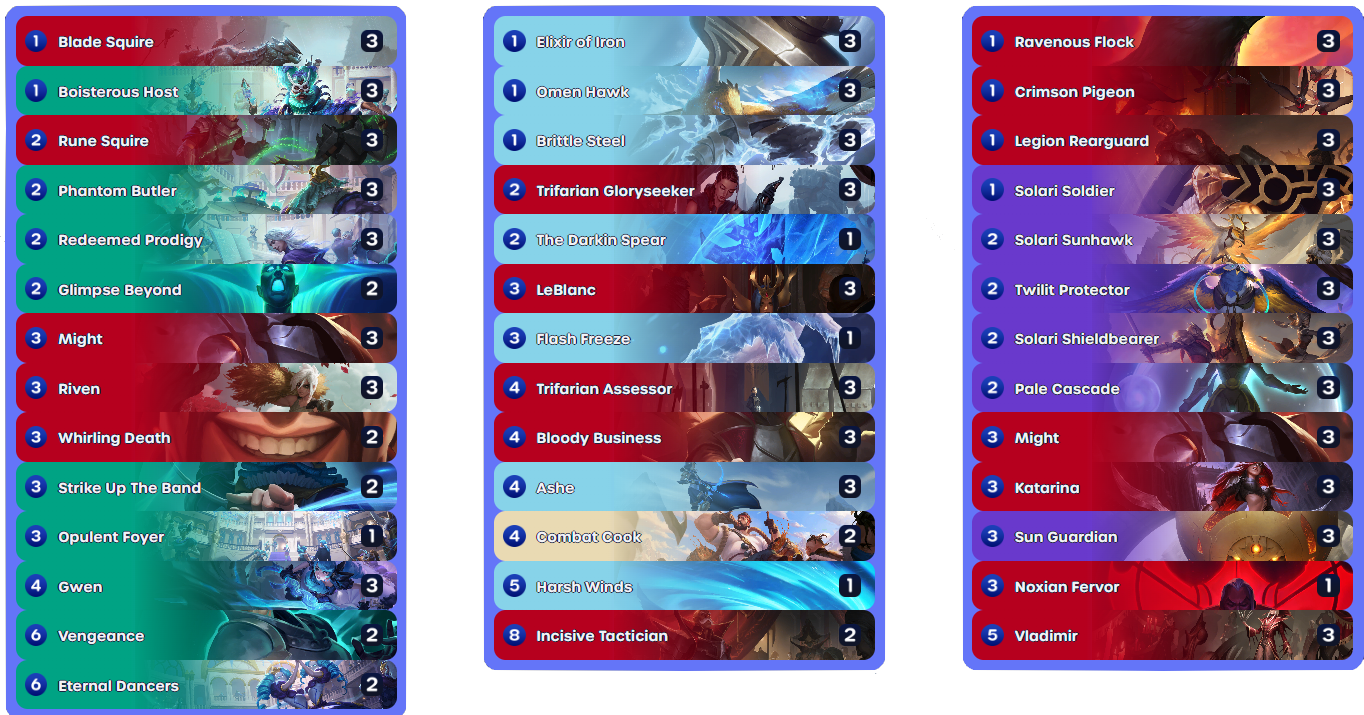 1 Blade Squire 3
1 Boisterous Host 3
2 Rune Squire 3
2 Phantom Butler 3
2 Redeemed Prodigy 3
2 Glimpse Beyond 2
3 Might 3
3 Riven 3
3 Whirling Death 2
3 Strike Up The Band 2
3 Opulent Foyer 1
4 Gwen 3
6 Vengeance 2
6 Eternal Dancers 2
1 Elixir of Iron 3
1 Omen Hawk 3
1 Brittle Steel 3
2 Trifarian Gloryseeker 3
2 The Darkin Spear 1
3 LeBlanc 3
3 Flash Freeze 1
4 Trifarian Assessor 3
4 Bloody Business 3
4 Ashe 3
4 Combat Cook 2
5 Harsh Winds 1
8 Incisive Tactician 2
1 Ravenous Flock 3
1 Crimson Pigeon 3
1 Legion Rearguard 3
1 Solari Soldier 3
2 Solari Sunhawk 3
2 Twilit Protector 3
2 Solari Shieldbearer 3
2 Pale Cascade 3
3 Might 3
3 Katarina 3
3 Sun Guardian 3
3 Noxian Fervor 1
5 Vladimir 3